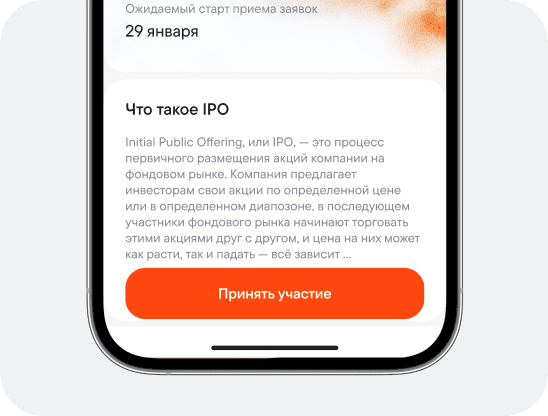 Ожидаемый старт приема заявок
29 января
Что такое IPO
Initial Public Offering, или IPO, — это процесс
первичного размещения акций компании на
фондовом рынке. Компания предлагает
инвесторам свои акции по определенной цене
или в определенном диапозоне, в последующем
участники фондового рынка начинают торговать
этими акциями друг с другом, и цена на них может
как расти, так и падать — всё зависит ...
Принять участие